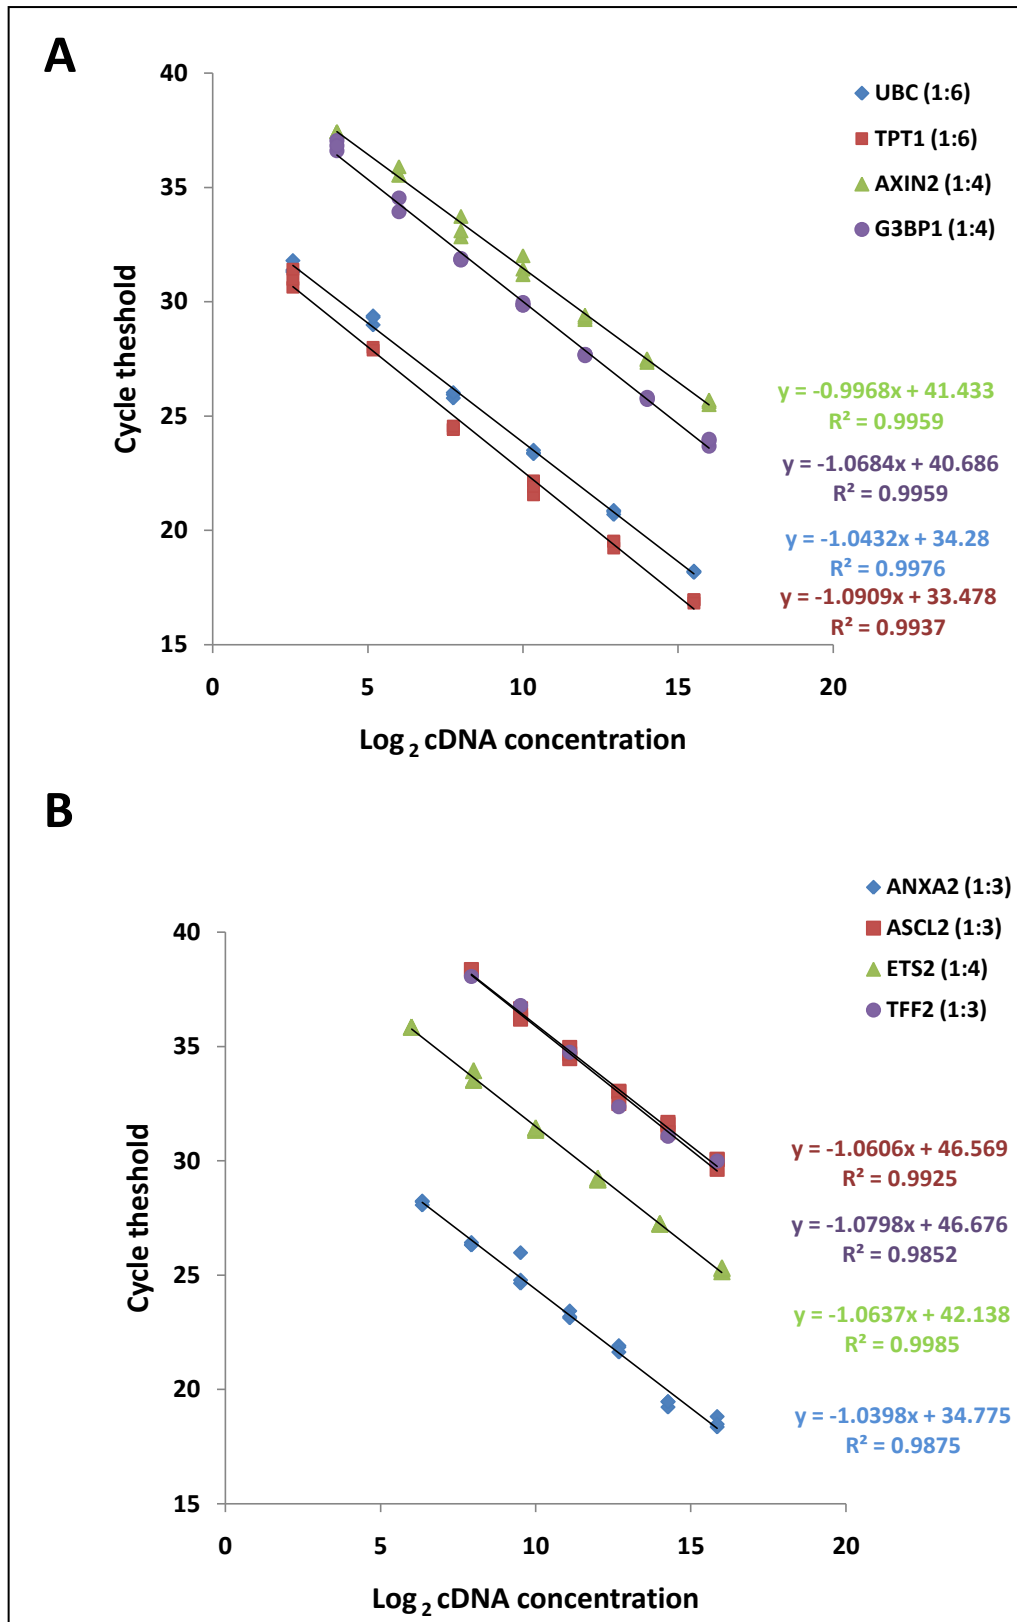 A
40
35
30
25
20
15
Cycle theshold
UBC (1:6)
TPT1 (1:6)
AXIN2 (1:4)
G3BP1 (1:4)
y = -0.9968x + 41.433
R² = 0.9959
y = -1.0684x + 40.686
R² = 0.9959
y = -1.0432x + 34.28
R² = 0.9976
y = -1.0909x + 33.478
R² = 0.9937
0 5 10 15 20
Log₂ cDNA concentration
B
40
35
30
25
20
15
Cycle theshold
ANXA2 (1:3)
ASCL2 (1:3)
ETS2 (1:4)
TFF2 (1:3)
y = -1.0606x + 46.569
R² = 0.9925
y = -1.0798x + 46.676
R² = 0.9852
y = -1.0637x + 42.138
R² = 0.9985
y = -1.0398x + 34.775
R² = 0.9875
0 5 10 15 20
Log₂ cDNA concentration